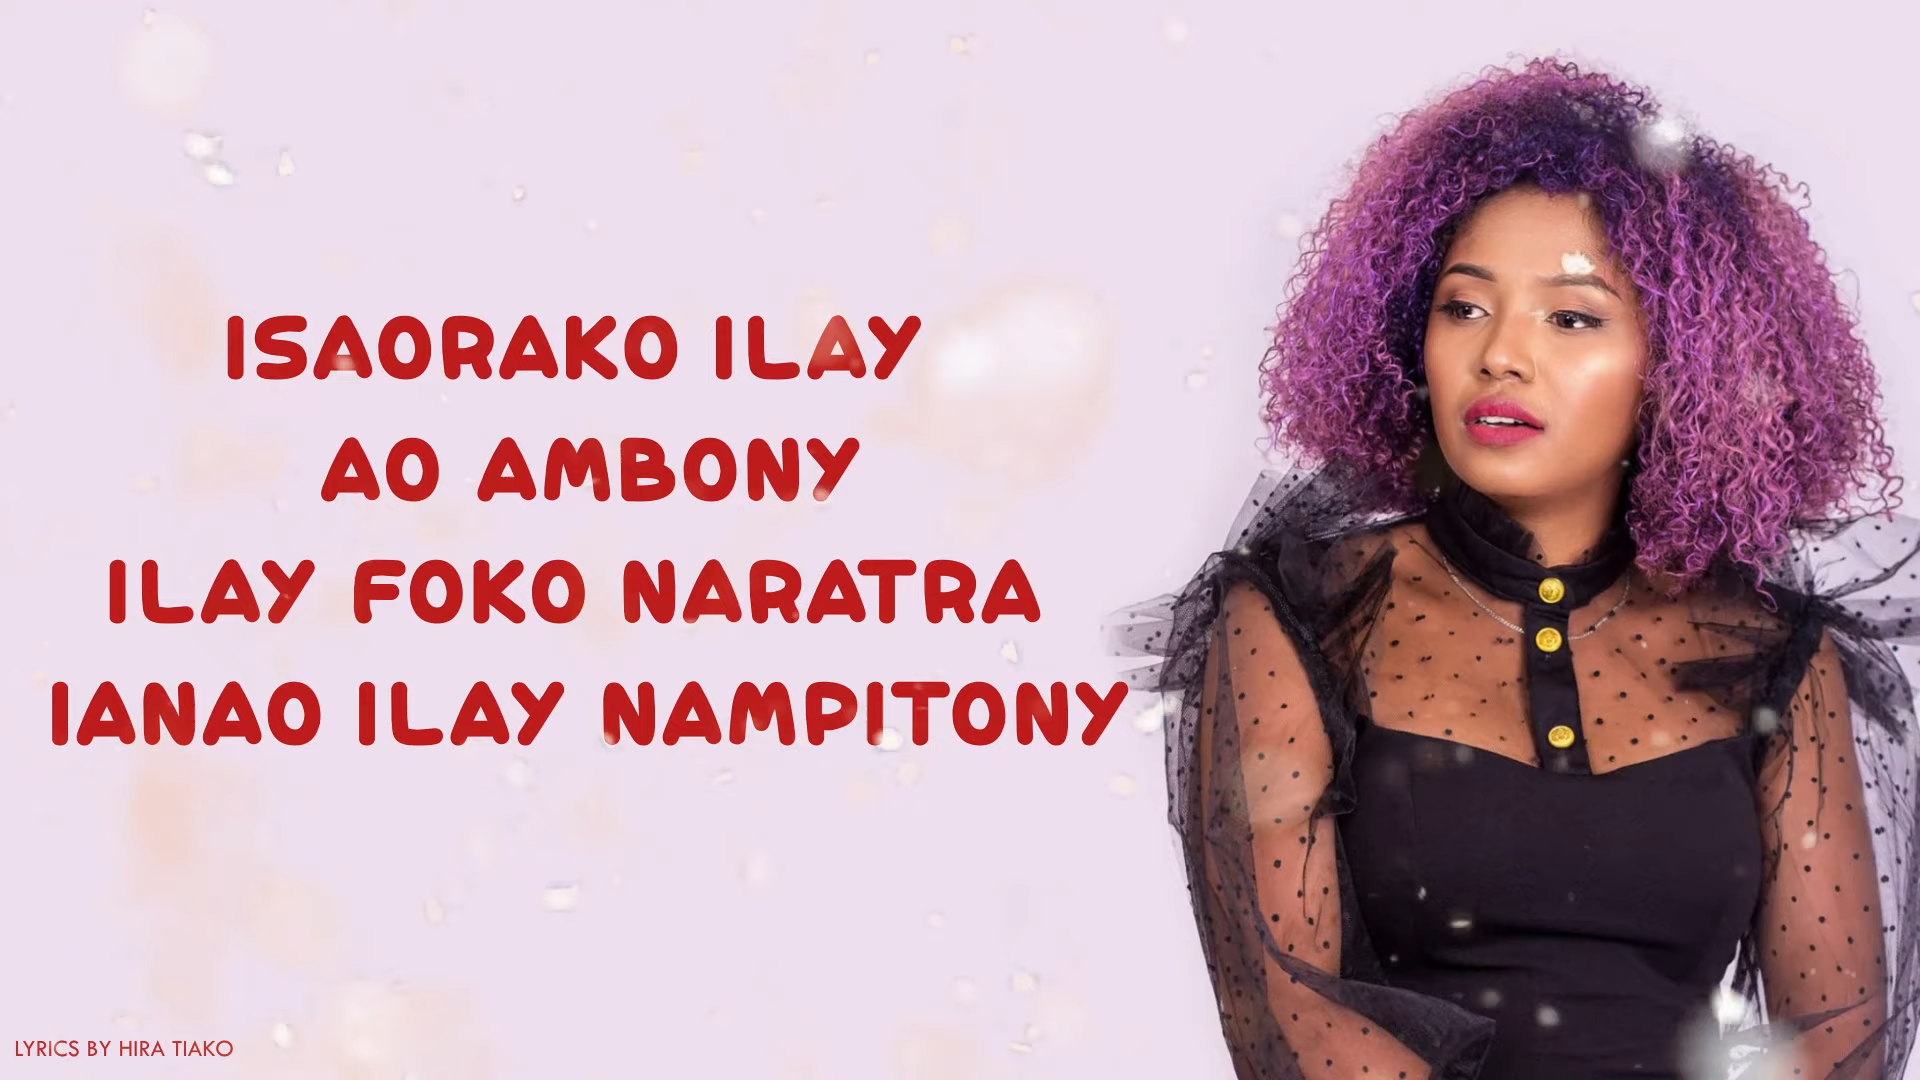 ISAORAKO ILAY
AO AMBONY
ILAY FOKO NARATRA
IANAO ILAY NAMPITONY
LYRICS BY HIRA TIAKO